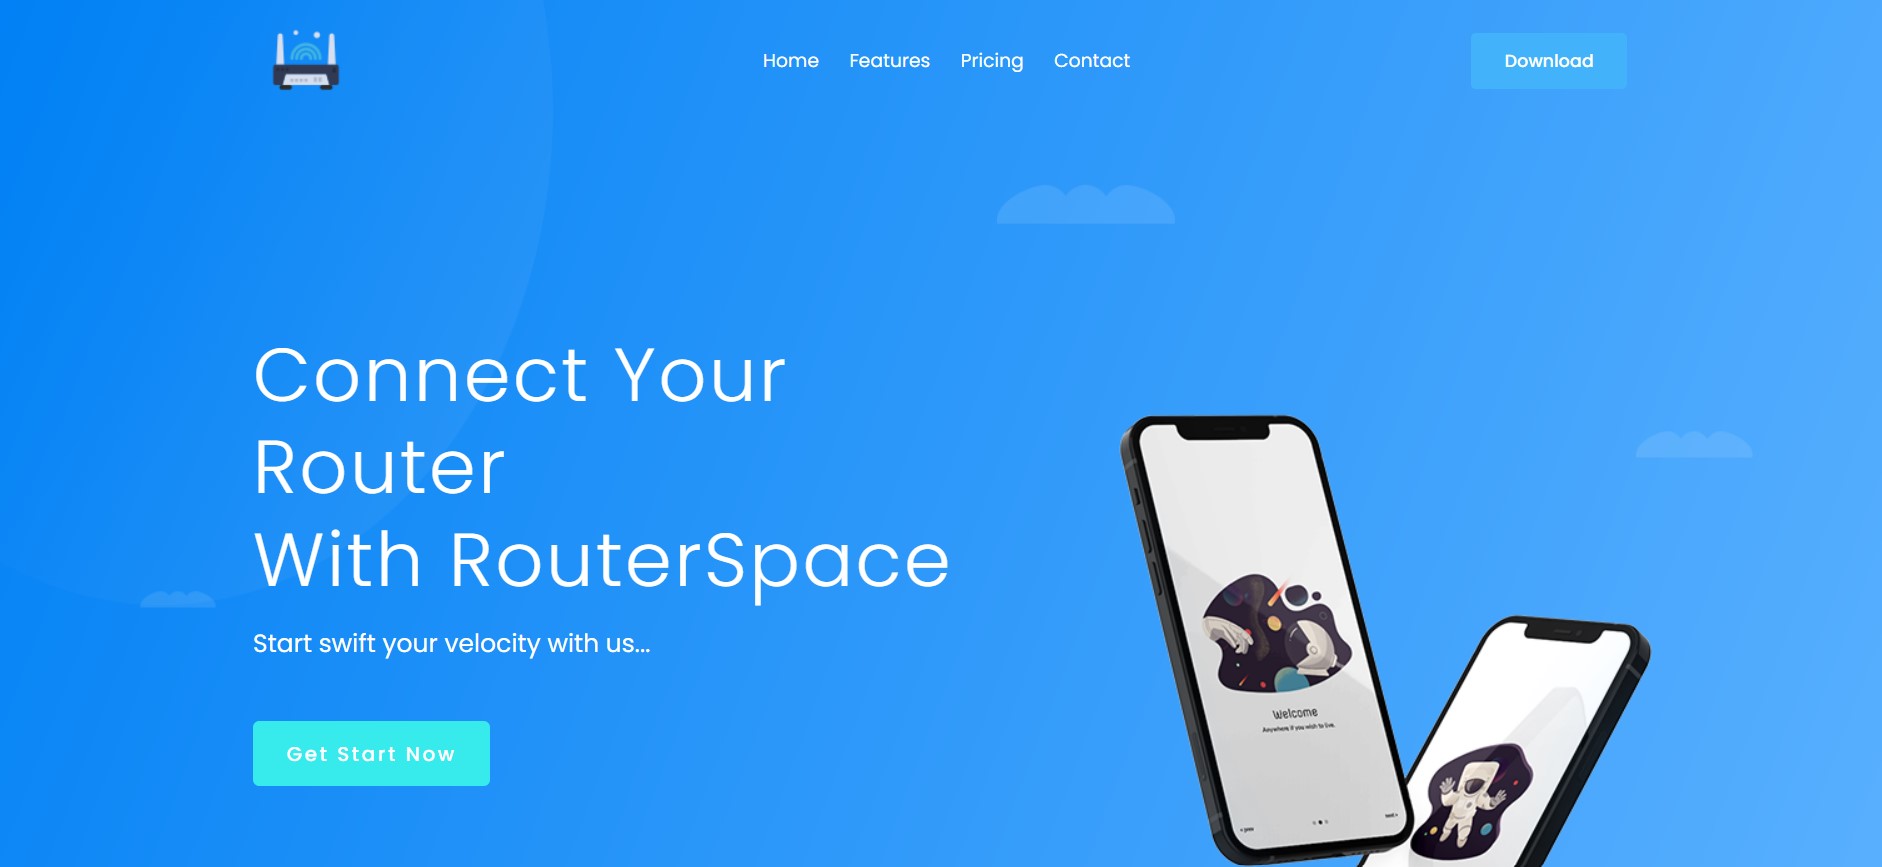 Home Features Pricing Contact Download
Connect Your
Router
With RouterSpace
Start swift your velocity with us...
Get Start Now
Welcome
Anywhere if you wish to live.
< prev
next >